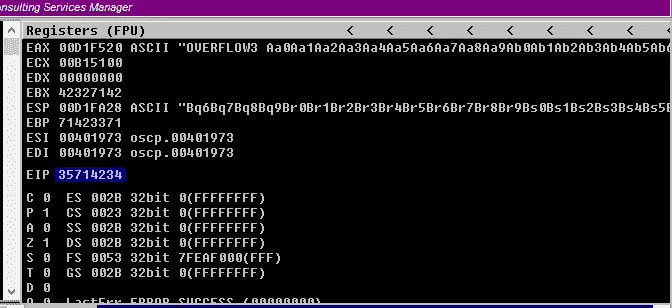 onsulting Services Manager
Registers (FPU) < < < < < < < < <
EAX 00D1F520 ASCII "OVERFLOW3 Aa0Aa1Aa2Aa3Aa4Aa5Aa6Aa7Aa8Aa9Ab0Ab1Ab2Ab3Ab4Ab5Ab6
ECX 00B15100
EDX 00000000
EBX 42327142
ESP 00D1FA28 ASCII "Bq6Bq7Bq8Bq9Br0Br1Br2Br3Br4Br5Br6Br7Br8Br9Bs0Bs1Bs2Bs3Bs4Bs5B
EBP 71423371
ESI 00401973 oscp.00401973
EDI 00401973 oscp.00401973
EIP 35714234
C 0 ES 002B 32bit 0(FFFFFFFF)
P 1 CS 0023 32bit 0(FFFFFFFF)
A 0 SS 002B 32bit 0(FFFFFFFF)
Z 1 DS 002B 32bit 0(FFFFFFFF)
S 0 FS 0053 32bit 7FEAF000(FFF)
T 0 GS 002B 32bit 0(FFFFFFFF)
D 0
O 0 LastErr ERROR_SUCCESS (00000000)